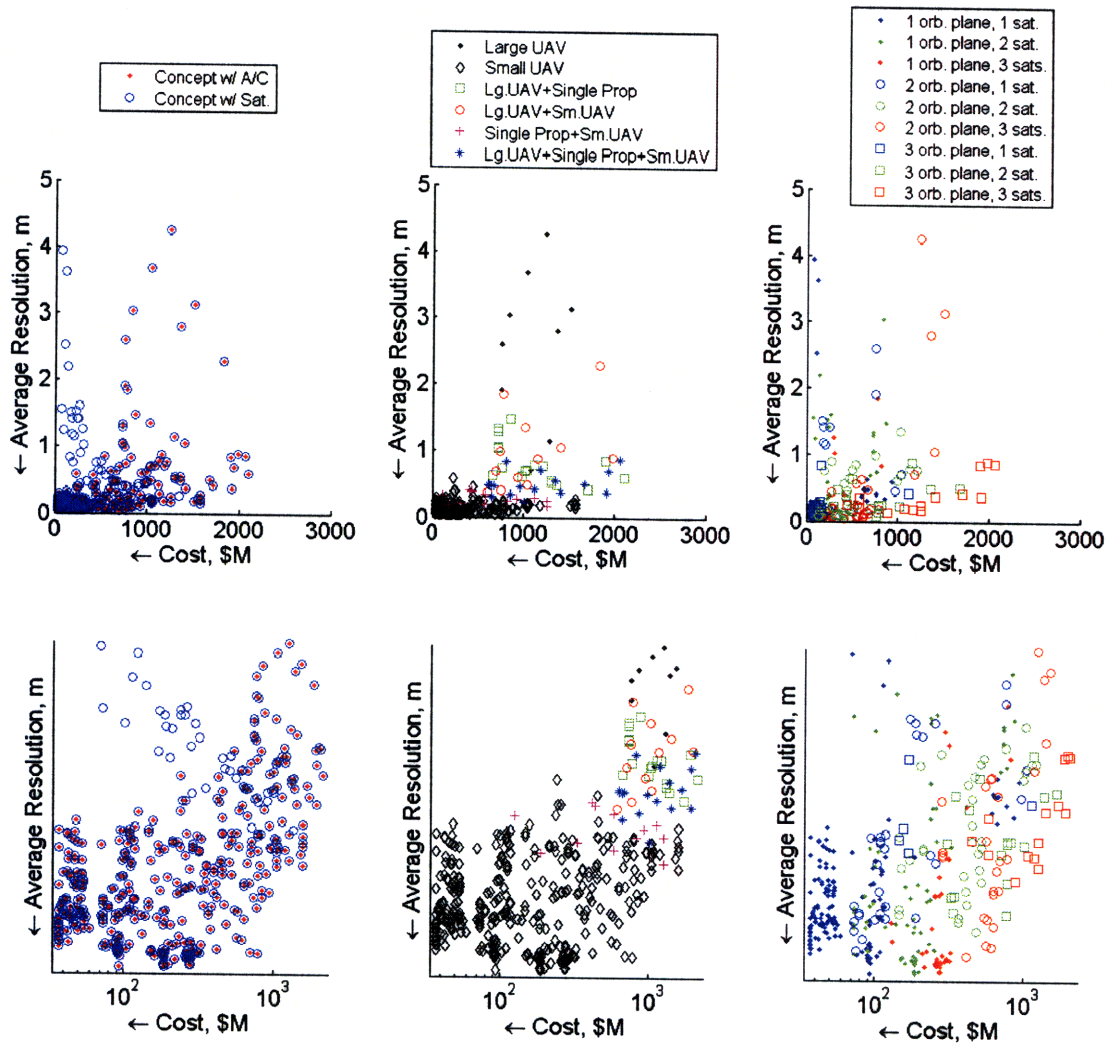 Concept w/ A/C
Concept w/ Sat.
Large UAV
Small UAV
Lg.UAV+Single Prop
Lg.UAV+Sm.UAV
Single Prop+Sm.UAV
Lg.UAV+Single Prop+Sm.UAV
1 orb. plane, 1 sat.
1 orb. plane, 2 sat.
1 orb. plane, 3 sats.
2 orb. plane, 1 sat.
2 orb. plane, 2 sat.
2 orb. plane, 3 sats.
3 orb. plane, 1 sat.
3 orb. plane, 2 sat.
3 orb. plane, 3 sats.
← Average Resolution, m
5
4
3
2
1
0
0 1000 2000 3000
← Cost, $M
← Average Resolution, m
5
4
3
2
1
0
0 1000 2000 3000
← Cost, $M
← Average Resolution, m
5
4
3
2
1
0
0 1000 2000 3000
← Cost, $M
← Average Resolution, m
10² 10³
← Cost, $M
← Average Resolution, m
10² 10³
← Cost, $M
← Average Resolution, m
10² 10³
← Cost, $M